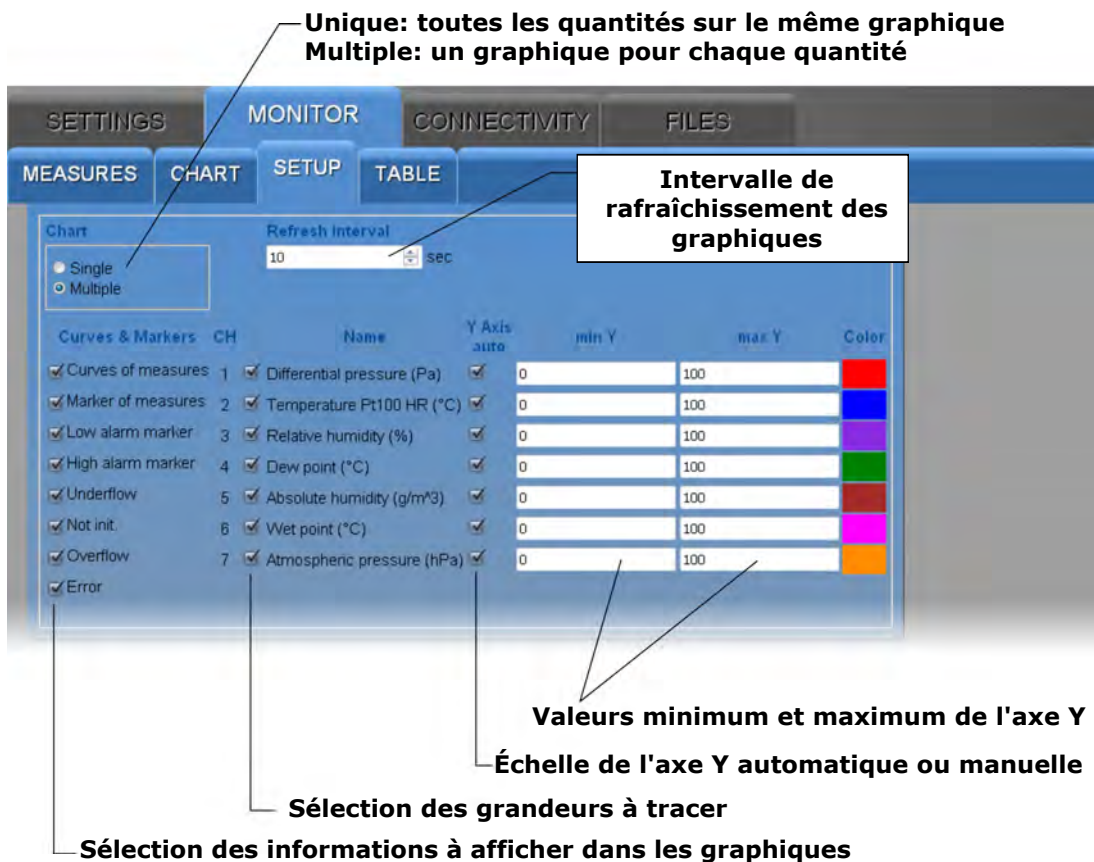 Unique: toutes les quantités sur le même graphique
Multiple: un graphique pour chaque quantité
SETTINGS MONITOR CONNECTIVITY FILES
MEASURES CHART SETUP TABLE
Intervalle de
rafraîchissement des
graphiques
Chart Refresh Interval
10 sec
Single
Multiple
Curves & Markers CH Name Y Axis auto min Y max Y Color
Curves of measures 1 Differential pressure (Pa) 0 100
Marker of measures 2 Temperature Pt100 HR (°C) 0 100
Low alarm marker 3 Relative humidity (%) 0 100
High alarm marker 4 Dew point (°C) 0 100
Underflow 5 Absolute humidity (g/m^3) 0 100
Not init. 6 Wet point (°C) 0 100
Overflow 7 Atmospheric pressure (hPa) 0 100
Error
Valeurs minimum et maximum de l'axe Y
Échelle de l'axe Y automatique ou manuelle
Sélection des grandeurs à tracer
Sélection des informations à afficher dans les graphiques